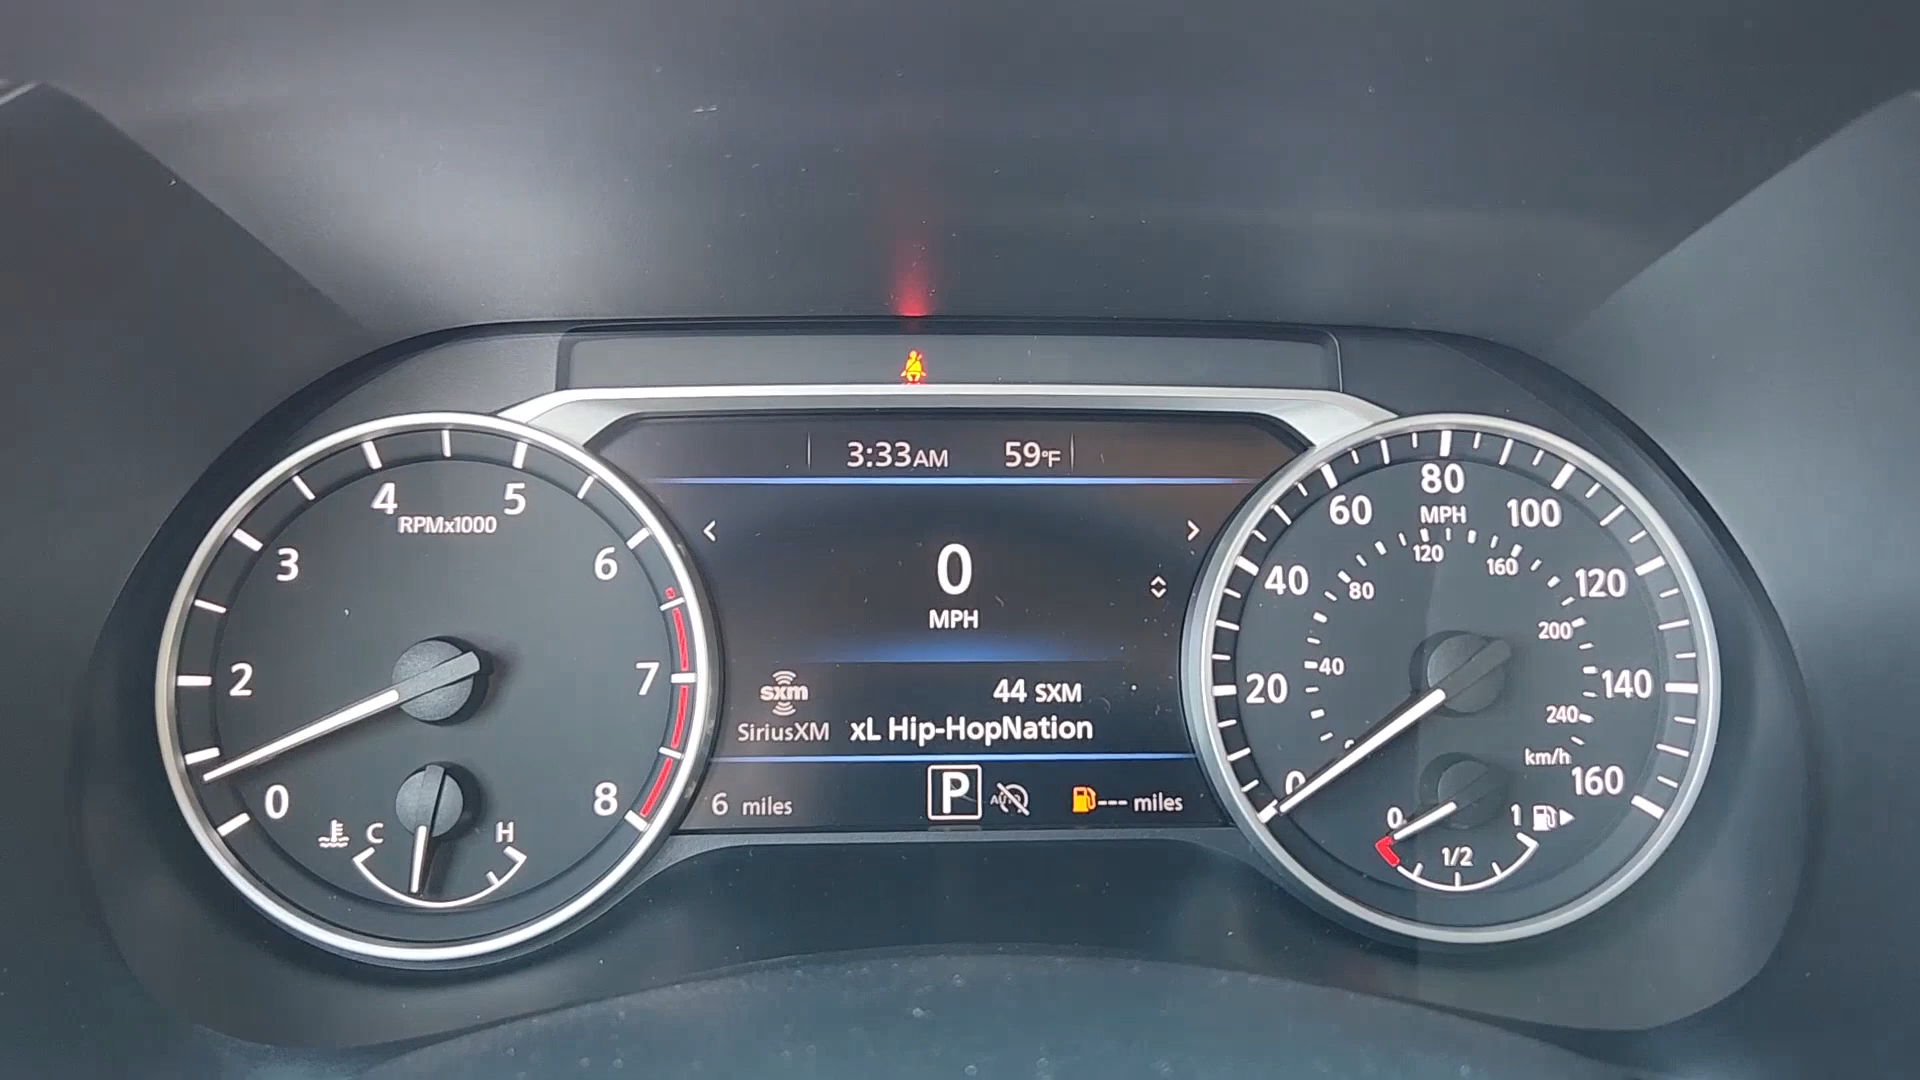 3:33AM 59°F
4 5
RPMx1000
3 6
2 7
0 8
C H
0
MPH
sxm
SiriusXM
44 SXM
xL Hip-HopNation
6 miles
P
AUTO
--- miles
80
60 MPH 100
40 120
20 140
0 160
120
80 160
200
40
240
km/h
0 1
1/2